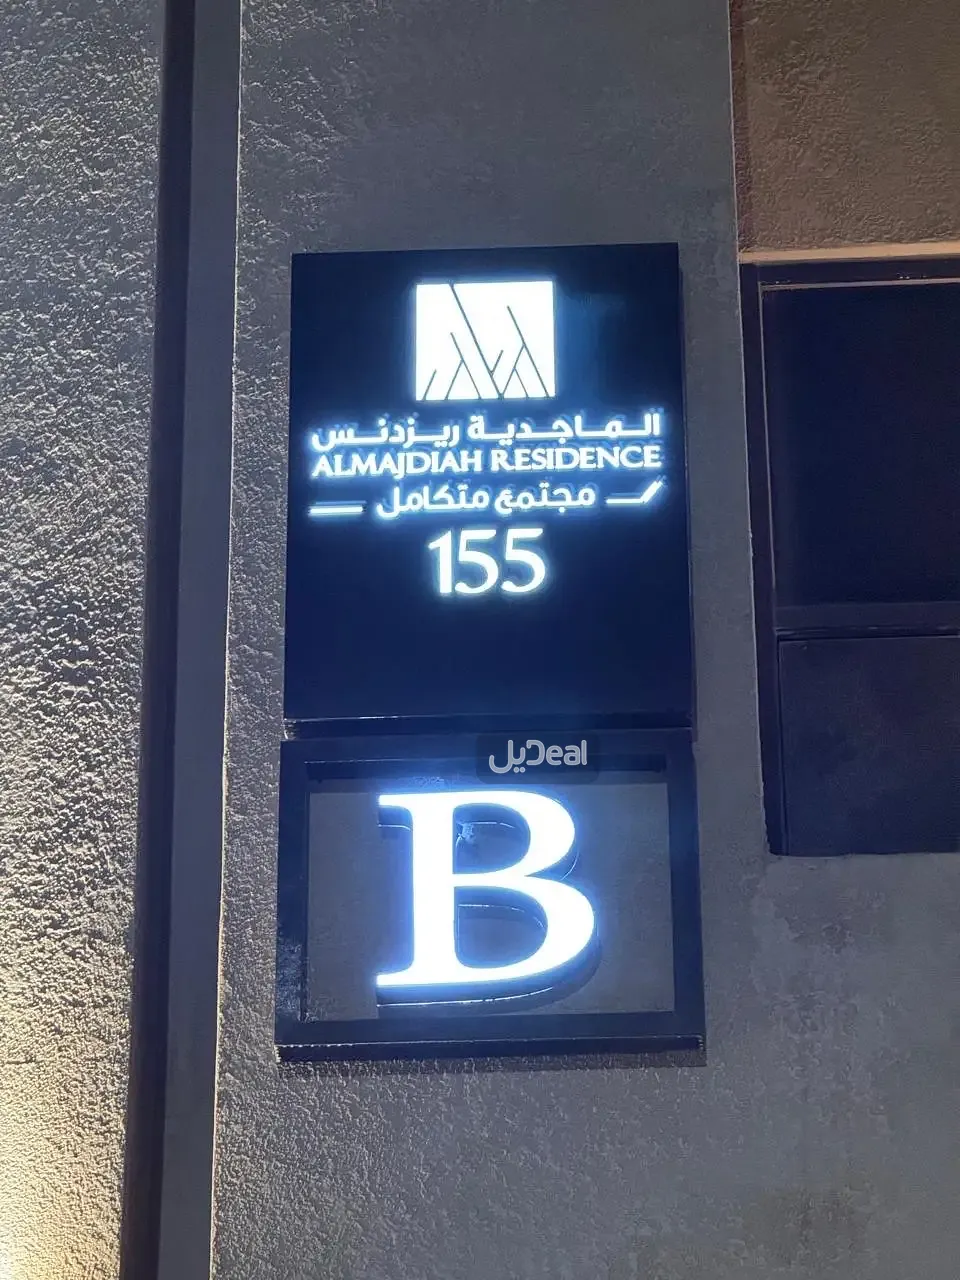 الماجدية ريزدنس
ALMAJDIAH RESIDENCE
مجتمع متكامل
155
ديل Deal
B